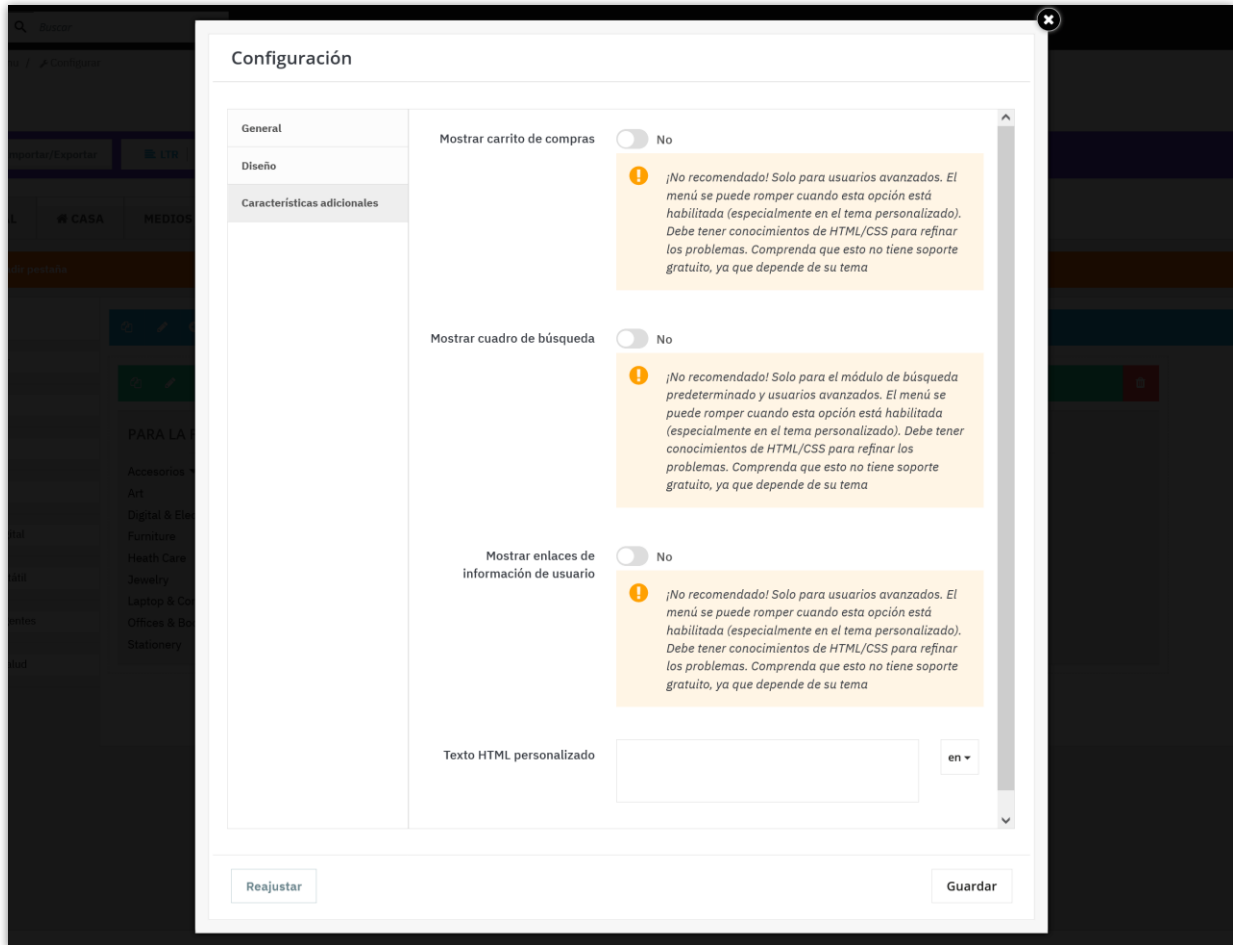 Buscar
/ Configurar
Importar/Exportar
LTR
CASA
MEDIOS
PARA LA
Accesorios
Art
Digital &
Furniture
Heath Care
Jewelry
Laptop &
Offices &
Stationery
Configuración
General
Diseño
Características adicionales
Mostrar carrito de compras
No
¡No recomendado! Solo para usuarios avanzados. El
menú se puede romper cuando esta opción está
habilitada (especialmente en el tema personalizado).
Debe tener conocimientos de HTML/CSS para refinar
los problemas. Comprenda que esto no tiene soporte
gratuito, ya que depende de su tema
Mostrar cuadro de búsqueda
No
¡No recomendado! Solo para el módulo de búsqueda
predeterminado y usuarios avanzados. El menú se
puede romper cuando esta opción está habilitada
(especialmente en el tema personalizado). Debe tener
conocimientos de HTML/CSS para refinar los
problemas. Comprenda que esto no tiene soporte
gratuito, ya que depende de su tema
Mostrar enlaces de
información de usuario
No
¡No recomendado! Solo para usuarios avanzados. El
menú se puede romper cuando esta opción está
habilitada (especialmente en el tema personalizado).
Debe tener conocimientos de HTML/CSS para refinar
los problemas. Comprenda que esto no tiene soporte
gratuito, ya que depende de su tema
Texto HTML personalizado
en
Reajustar
Guardar